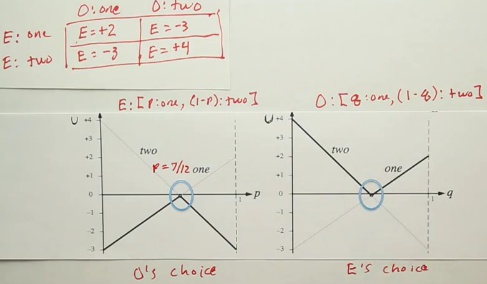 O: one O: two
E: one E = +2 E = -3
E: two E = -3 E = +4
E: [p: one, (1-p): two]
O: [q: one, (1-q): two]
U +4
+3
+2
+1
0
-1
-2
-3
two
p = 7/12 one
1
p
U +4
+3
+2
+1
0
-1
-2
-3
two
one
1
q
O's choice
E's choice